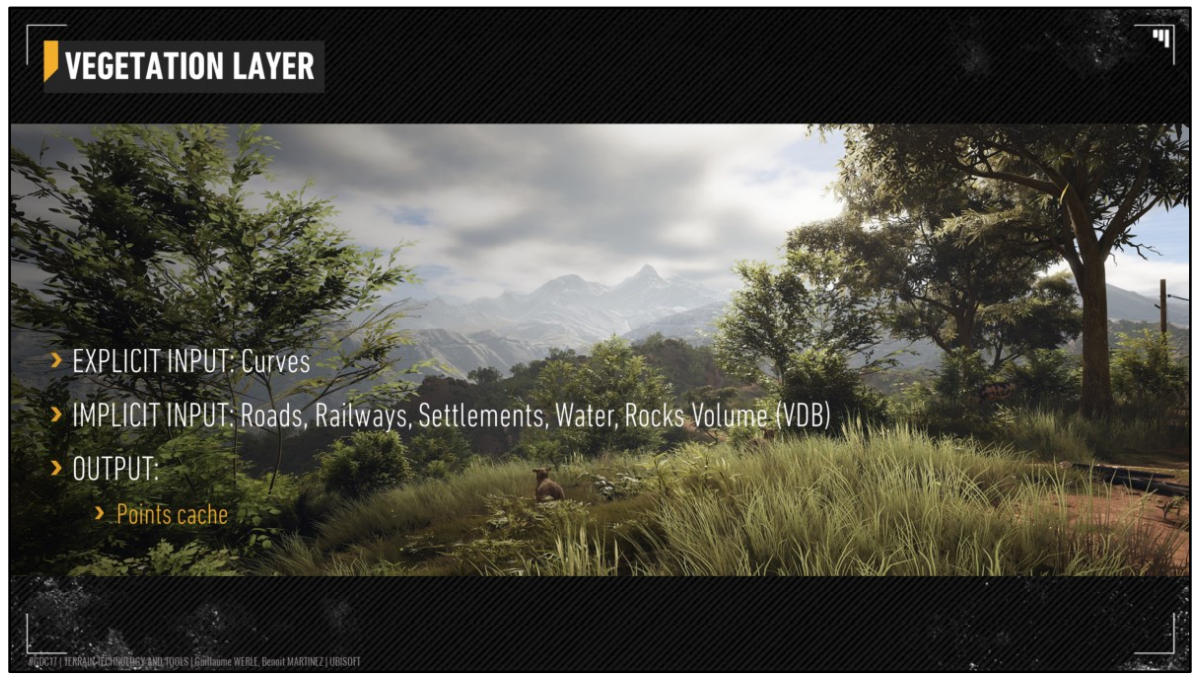 VEGETATION LAYER
› EXPLICIT INPUT: Curves
› IMPLICIT INPUT: Roads, Railways, Settlements, Water, Rocks Volume (VDB)
› OUTPUT:
› Points cache
#GDC17 | TERRAIN TECHNOLOGY AND TOOLS | Guillaume WERLE, Benoit MARTINEZ | UBISOFT